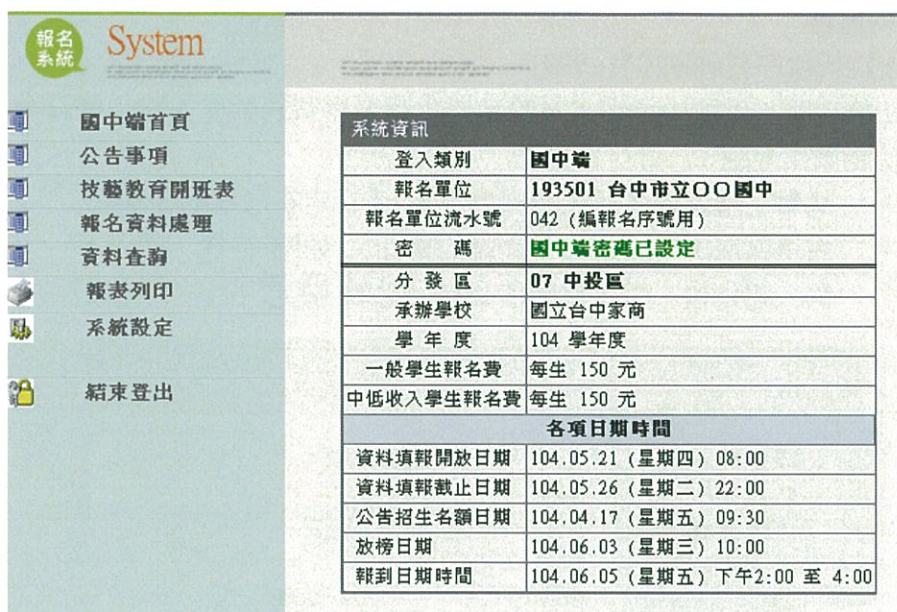 報名
系統
System
國中端首頁
公告事項
技藝教育開班表
報名資料處理
資料查詢
報表列印
系統設定
結束登出
系統資訊
登入類別 國中端
報名單位 193501 台中市立○○國中
報名單位流水號 042 (編報名序號用)
密 碼 國中端密碼已設定
分 發 區 07 中投區
承辦學校 國立台中家商
學 年 度 104 學年度
一般學生報名費 每生 150 元
中低收入學生報名費 每生 150 元
各項日期時間
資料填報開放日期 104.05.21 (星期四) 08:00
資料填報截止日期 104.05.26 (星期二) 22:00
公告招生名額日期 104.04.17 (星期五) 09:30
放榜日期 104.06.03 (星期三) 10:00
報到日期時間 104.06.05 (星期五) 下午2:00 至 4:00